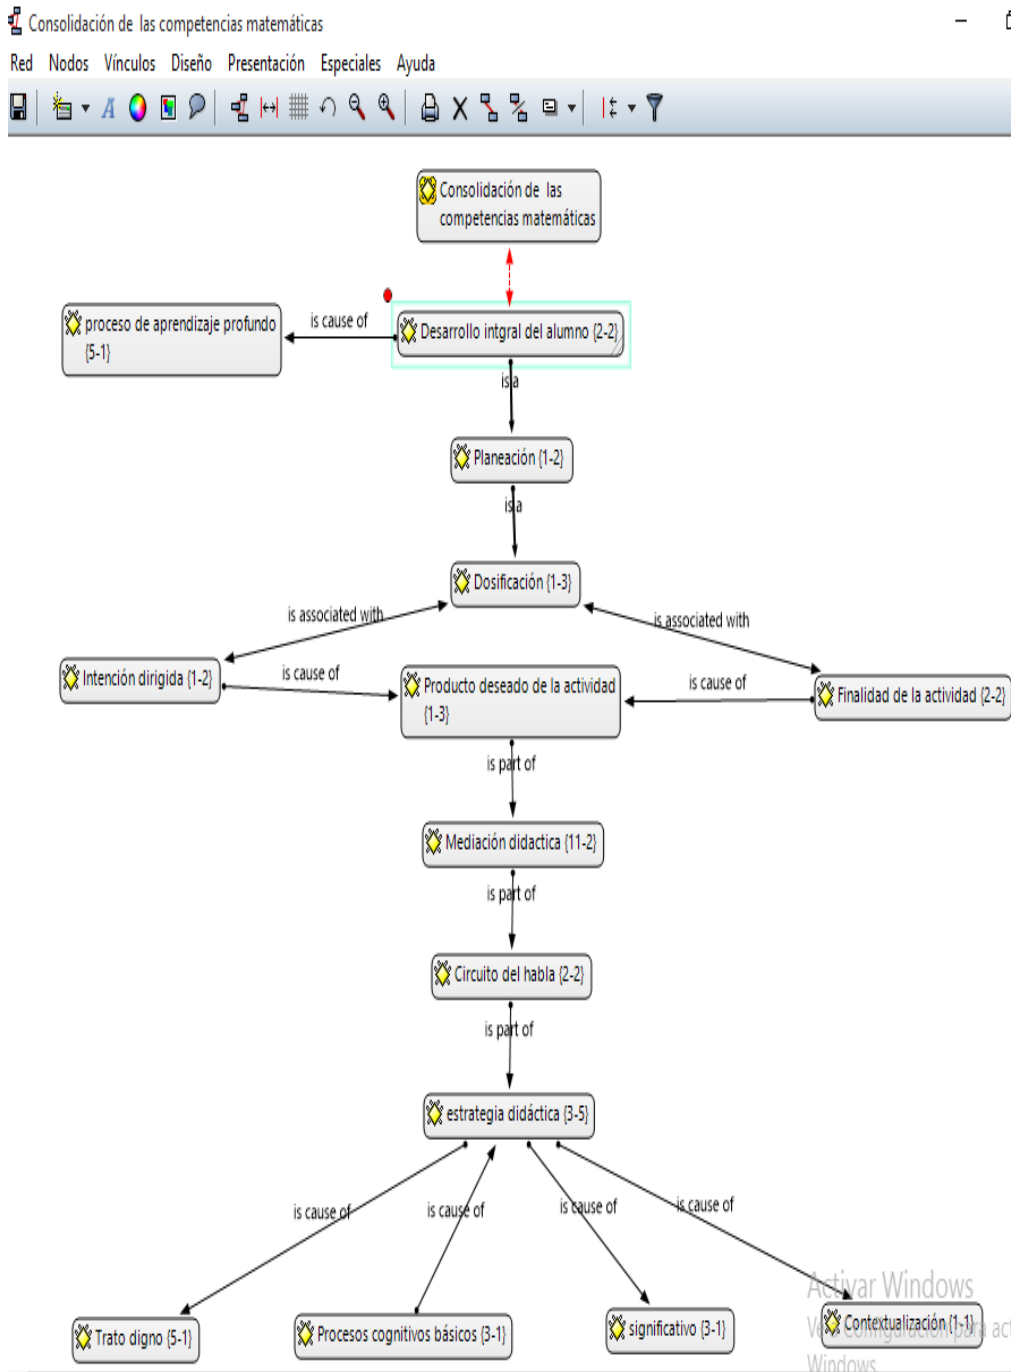 Consolidación de  las competencias matemáticas
Red Nodos Vínculos Diseño Presentación Especiales Ayuda
Consolidación de  las
competencias matemáticas
proceso de aprendizaje profundo
{5-1}
is cause of
Desarrollo intgral del alumno {2-2}
is a
Planeación {1-2}
is a
Dosificación {1-3}
is associated with
is associated with
Intención dirigida {1-2}
is cause of
Producto deseado de la actividad
{1-3}
is cause of
Finalidad de la actividad {2-2}
is part of
Mediación didactica {11-2}
is part of
Circuito del habla {2-2}
is part of
estrategia didáctica {3-5}
is cause of
is cause of
is cause of
is cause of
Activar Windows
Trato digno {5-1}
Procesos cognitivos básicos {3-1}
significativo {3-1}
Contextualización {1-1}
Windows.